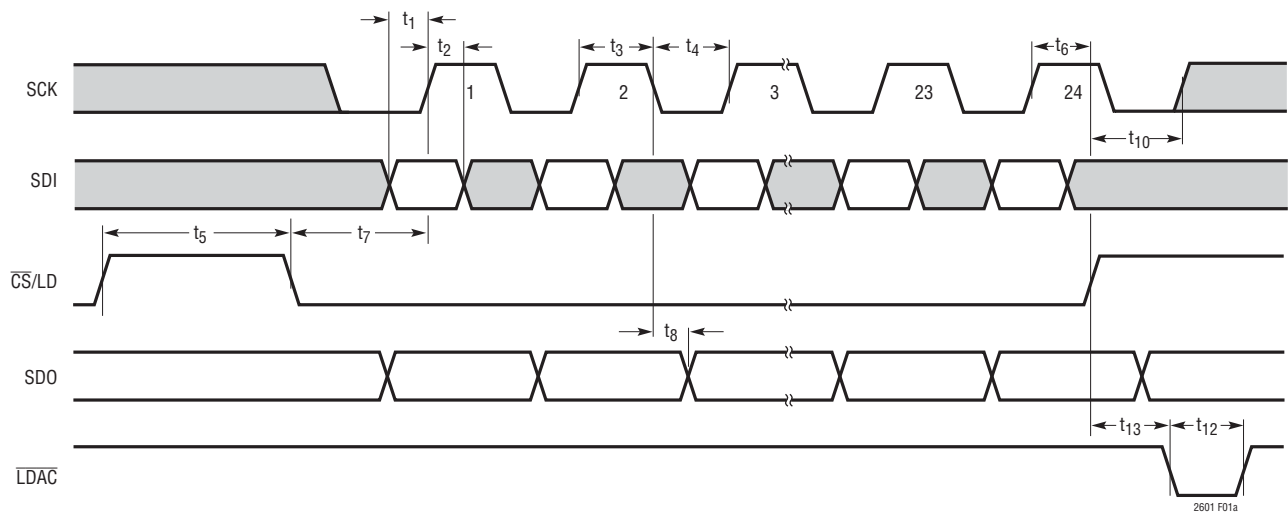 t1
t2 t3 t4 t6
SCK 1 2 3 23 24
t10
SDI
t5 t7
CS/LD
t8
SDO
t13 t12
LDAC
2601 F01a